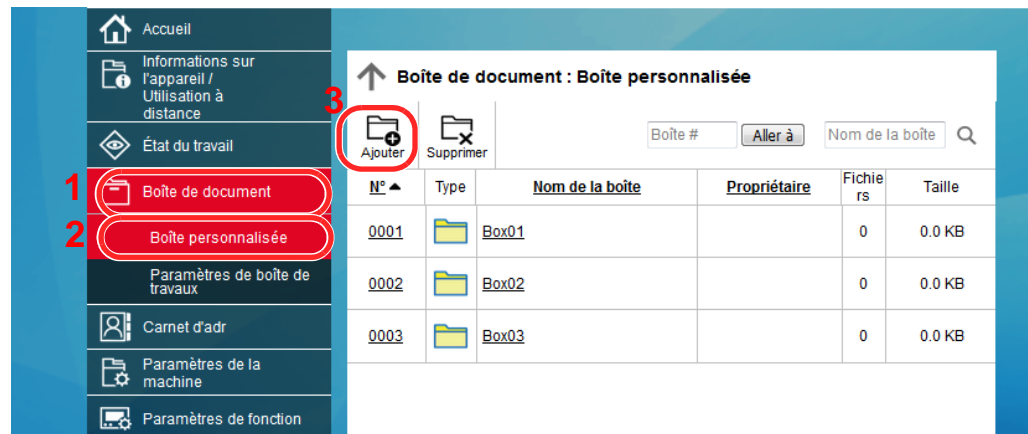 Accueil
Informations sur
l'appareil /
Utilisation à
distance
État du travail
1
Boîte de document
2
Boîte personnalisée
Paramètres de boîte de
travaux
Carnet d'adr
Paramètres de la
machine
Paramètres de fonction
Boîte de document : Boîte personnalisée
3
Ajouter
Supprimer
Boîte #
Aller à
Nom de la boîte
N° Type Nom de la boîte Propriétaire Fichie
rs Taille
0001 Box01 0 0.0 KB
0002 Box02 0 0.0 KB
0003 Box03 0 0.0 KB